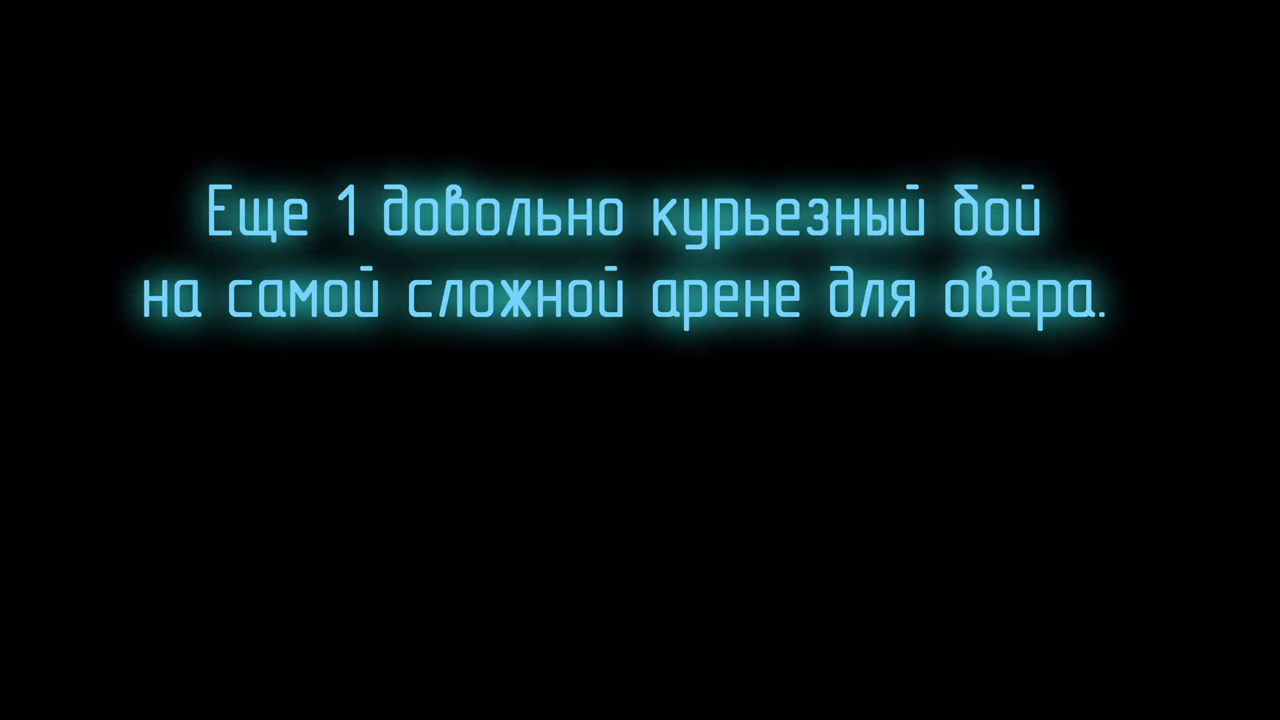 Еще 1 довольно курьезный бой
на самой сложной арене для овера.